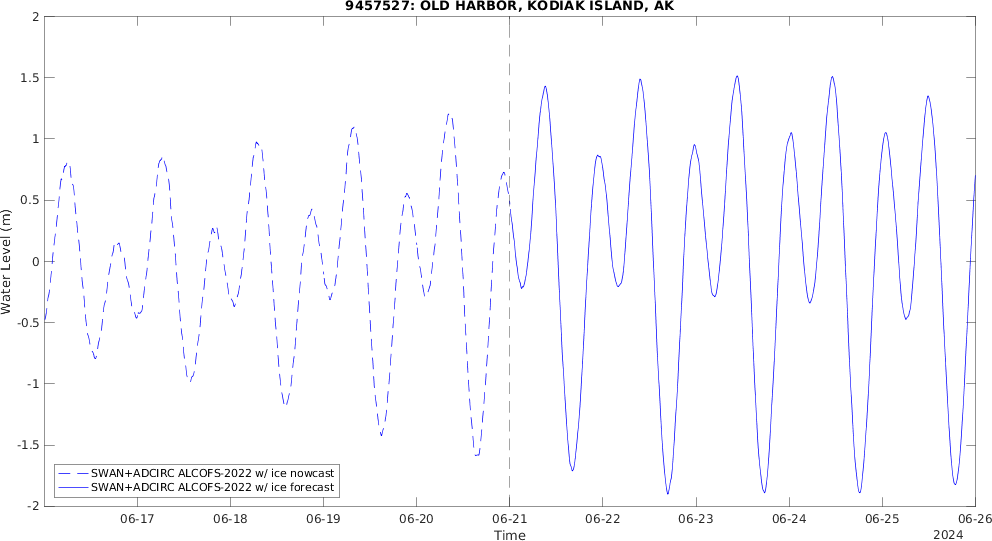 9457527: OLD HARBOR, KODIAK ISLAND, AK
2
1.5
1
0.5
0
-0.5
-1
-1.5
-2
Water Level (m)
SWAN+ADCIRC ALCOFS-2022 w/ ice nowcast
SWAN+ADCIRC ALCOFS-2022 w/ ice forecast
06-17 06-18 06-19 06-20 06-21 06-22 06-23 06-24 06-25 06-26
Time
2024